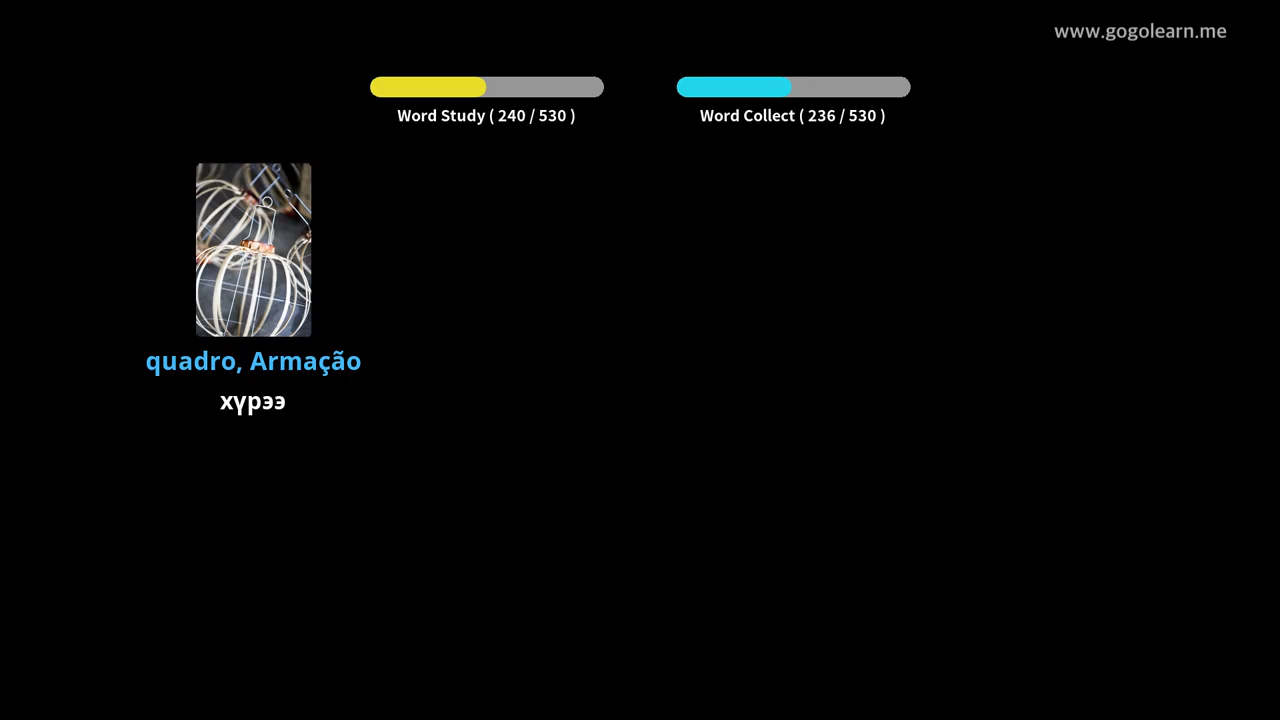 www.gogolearn.me
Word Study ( 240 / 530 )
Word Collect ( 236 / 530 )
quadro, Armação
хүрээ